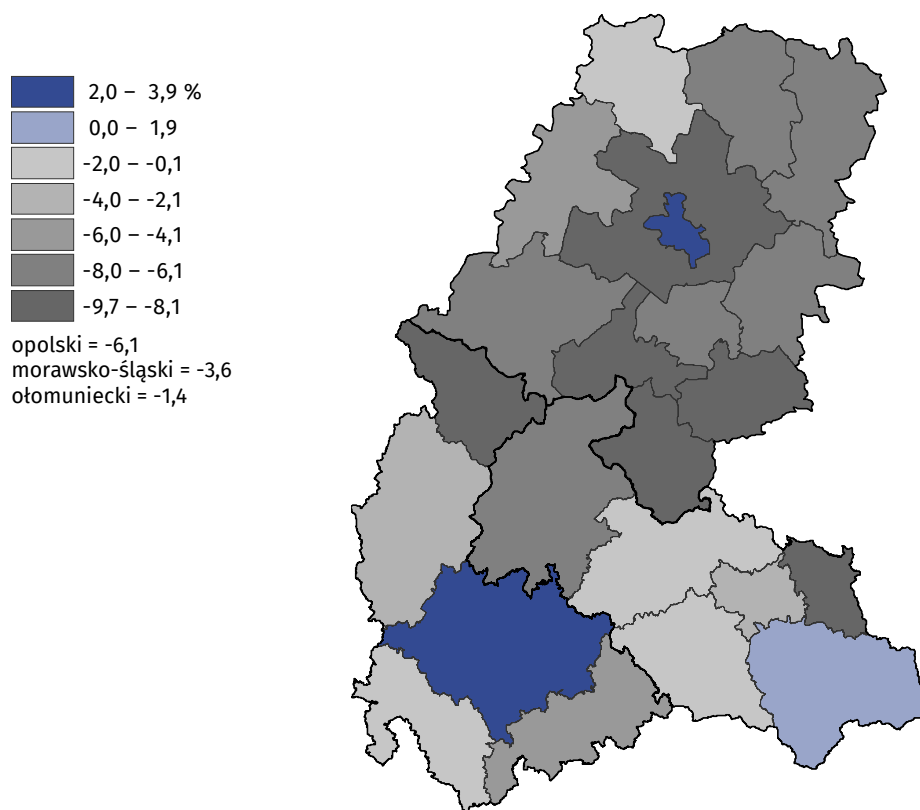 2,0 – 3,9 %
0,0 – 1,9
-2,0 – -0,1
-4,0 – -2,1
-6,0 – -4,1
-8,0 – -6,1
-9,7 – -8,1
opolski = -6,1
morawsko-śląski = -3,6
ołomuniecki = -1,4